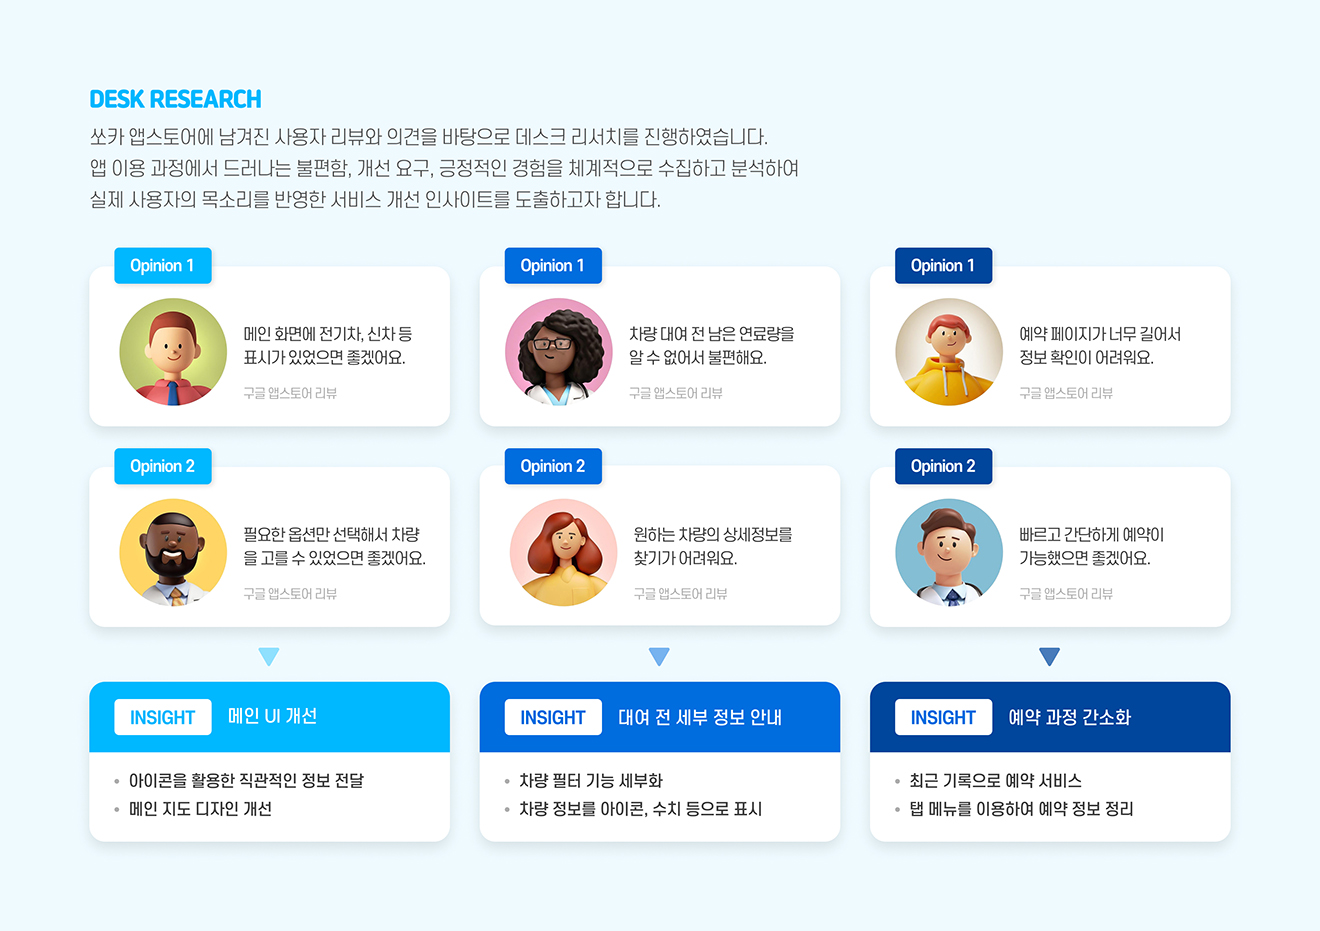 DESK RESEARCH
쏘카 앱스토어에 남겨진 사용자 리뷰와 의견을 바탕으로 데스크 리서치를 진행하였습니다.
앱 이용 과정에서 드러나는 불편함, 개선 요구, 긍정적인 경험을 체계적으로 수집하고 분석하여
실제 사용자의 목소리를 반영한 서비스 개선 인사이트를 도출하고자 합니다.
Opinion 1
메인 화면에 전기차, 신차 등
표시가 있었으면 좋겠어요.
구글 앱스토어 리뷰
Opinion 1
차량 대여 전 남은 연료량을
알 수 없어서 불편해요.
구글 앱스토어 리뷰
Opinion 1
예약 페이지가 너무 길어서
정보 확인이 어려워요.
구글 앱스토어 리뷰
Opinion 2
필요한 옵션만 선택해서 차량
을 고를 수 있었으면 좋겠어요.
구글 앱스토어 리뷰
Opinion 2
원하는 차량의 상세정보를
찾기가 어려워요.
구글 앱스토어 리뷰
Opinion 2
빠르고 간단하게 예약이
가능했으면 좋겠어요.
구글 앱스토어 리뷰
INSIGHT 메인 UI 개선
• 아이콘을 활용한 직관적인 정보 전달
• 메인 지도 디자인 개선
INSIGHT 대여 전 세부 정보 안내
• 차량 필터 기능 세부화
• 차량 정보를 아이콘, 수치 등으로 표시
INSIGHT 예약 과정 간소화
• 최근 기록으로 예약 서비스
• 탭 메뉴를 이용하여 예약 정보 정리